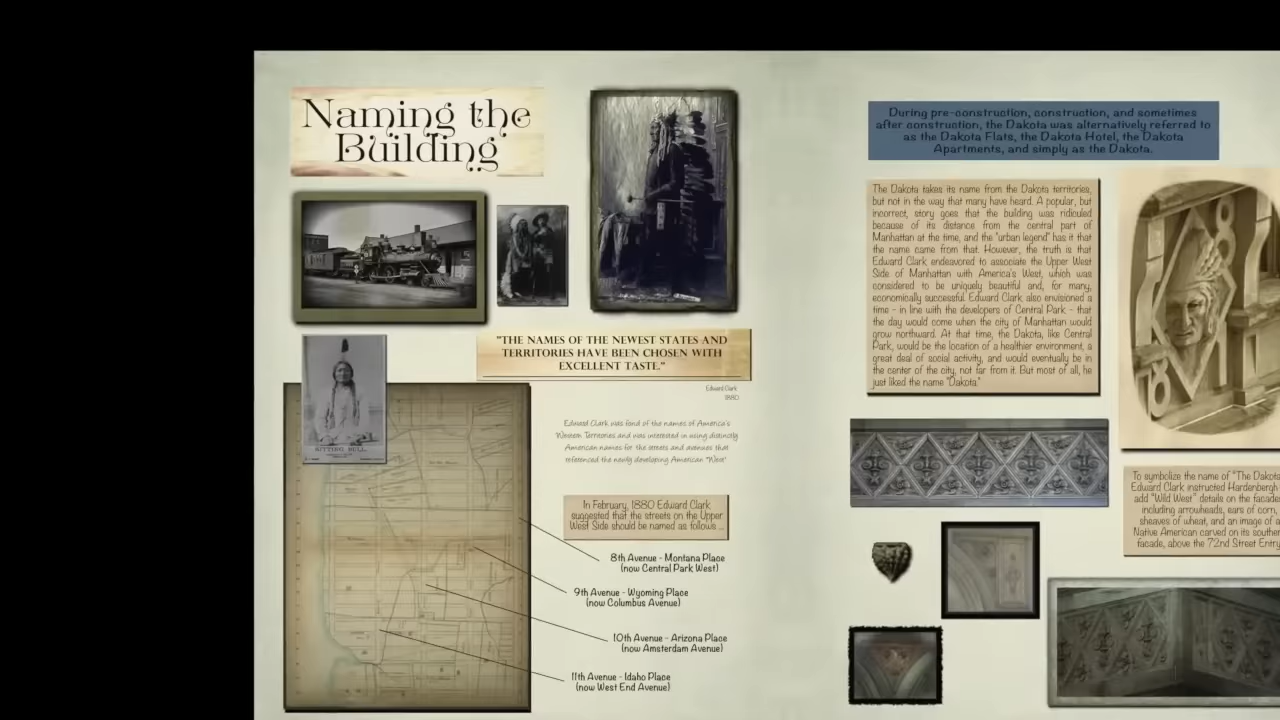 Naming the
Building
"THE NAMES OF THE NEWEST STATES AND
TERRITORIES HAVE BEEN CHOSEN WITH
EXCELLENT TASTE."
Edward Clark
1880
SITTING BULL
Edward Clark was fond of the names of America's
Western Territories and was interested in using distinctly
American names for the streets and avenues that
referenced the newly developing American "West"
In February, 1880 Edward Clark
suggested that the streets on the Upper
West Side should be named as follows ...
8th Avenue - Montana Place
(now Central Park West)
9th Avenue - Wyoming Place
(now Columbus Avenue)
10th Avenue - Arizona Place
(now Amsterdam Avenue)
11th Avenue - Idaho Place
(now West End Avenue)
During pre-construction, construction, and sometimes
after construction, the Dakota was alternatively referred to
as the Dakota Flats, the Dakota Hotel, the Dakota
Apartments, and simply as the Dakota.
The Dakota takes its name from the Dakota territories,
but not in the way that many have heard. A popular, but
incorrect, story goes that the building was ridiculed
because of its distance from the central part of
Manhattan at the time, and the "urban legend" has it that
the name came from that. However, the truth is that
Edward Clark endeavored to associate the Upper West
Side of Manhattan with America's West, which was
considered to be uniquely beautiful and, for many,
economically successful. Edward Clark also envisioned a
time - in line with the developers of Central Park - that
the day would come when the city of Manhattan would
grow northward. At that time, the Dakota, like Central
Park, would be the location of a healthier environment, a
great deal of social activity, and would eventually be in
the center of the city, not far from it. But most of all, he
just liked the name "Dakota."
To symbolize the name of "The Dakota
Edward Clark instructed Hardenbergh
add "Wild West" details on the facade
including arrowheads, ears of corn,
sheaves of wheat, and an image of a
Native American carved on its southern
facade, above the 72nd Street Entry